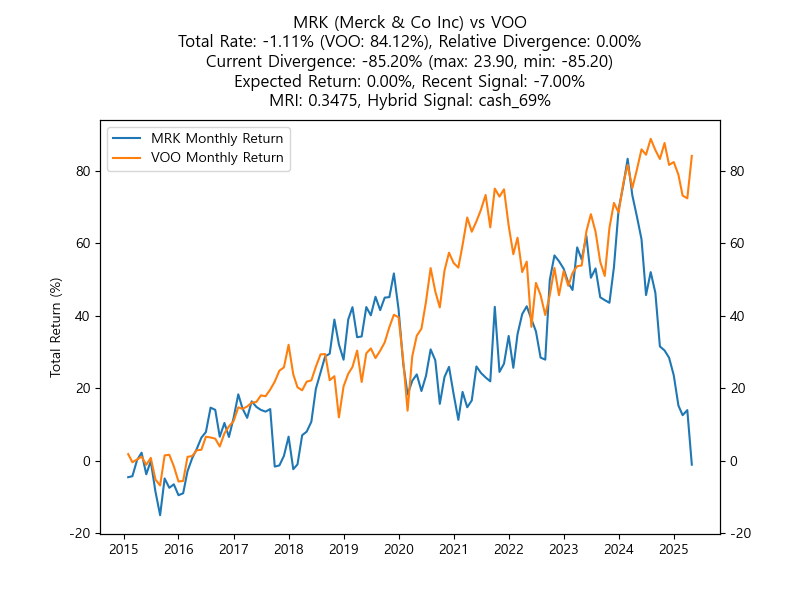 MRK (Merck & Co Inc) vs VOO
Total Rate: -1.11% (VOO: 84.12%), Relative Divergence: 0.00%
Current Divergence: -85.20% (max: 23.90, min: -85.20)
Expected Return: 0.00%, Recent Signal: -7.00%
MRI: 0.3475, Hybrid Signal: cash_69%
MRK Monthly Return
VOO Monthly Return
Total Return (%)
80
60
40
20
0
-20
80
60
40
20
0
-20
2015 2016 2017 2018 2019 2020 2021 2022 2023 2024 2025